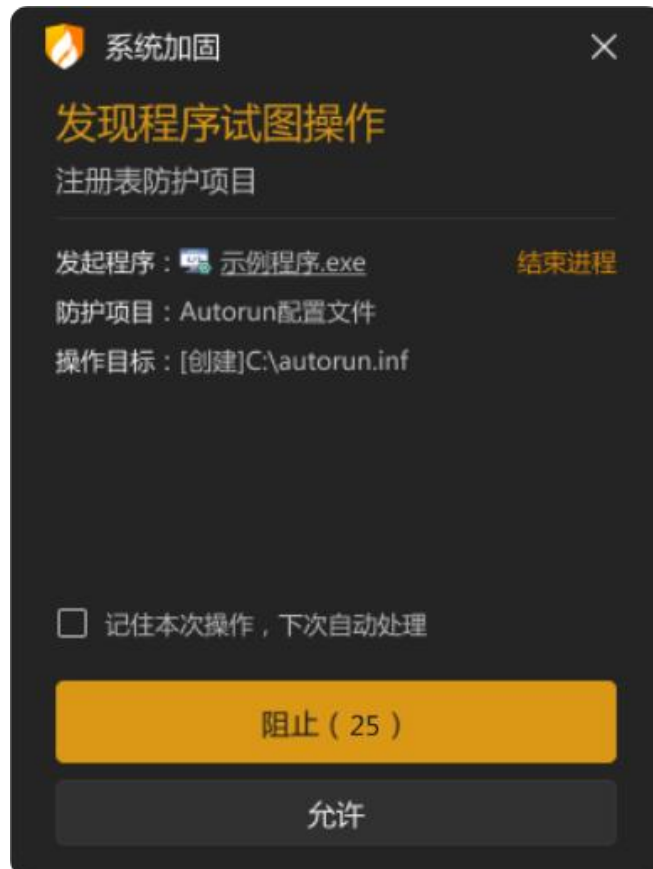 系统加固
发现程序试图操作
注册表防护项目
发起程序：示例程序.exe 结束进程
防护项目：Autorun配置文件
操作目标：[创建]C:\autorun.inf
记住本次操作，下次自动处理
阻止（25）
允许